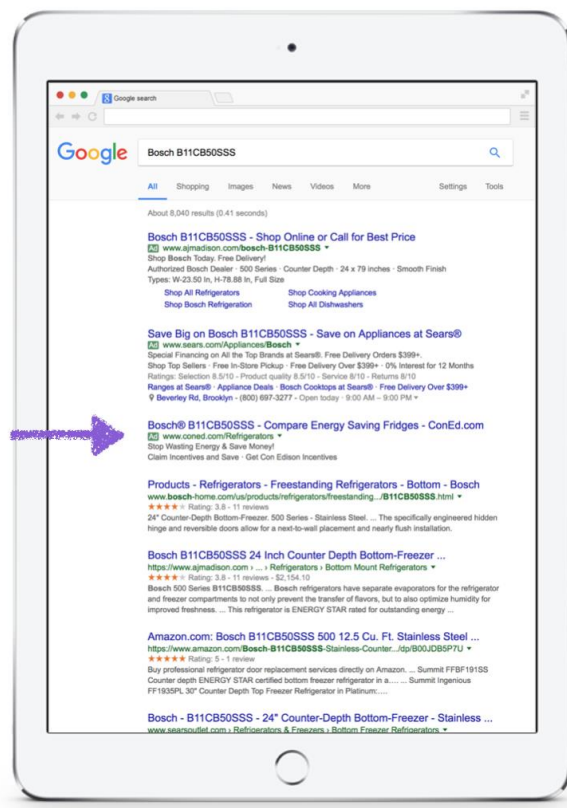 Google search
Google
Bosch B11CB50SSS
All Shopping Images News Videos More Settings Tools
About 8,040 results (0.41 seconds)
Bosch B11CB50SSS - Shop Online or Call for Best Price
Ad www.ajmadison.com/bosch-B11CB50SSS
Shop Bosch Today. Free Delivery!
Authorized Bosch Dealer · 500 Series · Counter Depth · 24 x 79 inches · Smooth Finish
Types: W-23.50 In, H-78.88 In, Full Size
Shop All Refrigerators Shop Cooking Appliances
Shop Bosch Refrigeration Shop All Dishwashers
Save Big on Bosch B11CB50SSS - Save on Appliances at Sears®
Ad www.sears.com/Appliances/Bosch
Special Financing on All the Top Brands at Sears®. Free Delivery Orders $399+.
Shop Top Sellers · Free In-Store Pickup · Free Delivery Over $399+ · 0% Interest for 12 Months
Ratings: Selection 8.5/10 - Product quality 8.5/10 - Service 8/10 - Returns 8/10
Ranges at Sears® · Appliance Deals · Bosch Cooktops at Sears® · Free Delivery Over $399+
Beverley Rd, Brooklyn - (800) 697-3277 - Open today · 9:00 AM – 9:00 PM
Bosch® B11CB50SSS - Compare Energy Saving Fridges - ConEd.com
Ad www.coned.com/Refrigerators
Stop Wasting Energy & Save Money!
Claim Incentives and Save · Get Con Edison Incentives
Products - Refrigerators - Freestanding Refrigerators - Bottom - Bosch
www.bosch-home.com/us/products/refrigerators/freestanding.../B11CB50SSS.html
★★★★★ Rating: 3.8 - 11 reviews
24" Counter-Depth Bottom-Freezer. 500 Series - Stainless Steel. ... The specifically engineered hidden
hinge and reversible doors allow for a next-to-wall placement and nearly flush installation.
Bosch B11CB50SSS 24 Inch Counter Depth Bottom-Freezer ...
https://www.ajmadison.com › ... › Refrigerators › Bottom Mount Refrigerators
★★★★★ Rating: 3.8 - 11 reviews - $2,154.10
Bosch 500 Series B11CB50SSS. ... Bosch refrigerators have separate evaporators for the refrigerator
and freezer compartments to not only prevent the transfer of flavors, but to also optimize humidity for
improved freshness. ... This refrigerator is ENERGY STAR rated for outstanding energy ...
Amazon.com: Bosch B11CB50SSS 500 12.5 Cu. Ft. Stainless Steel ...
https://www.amazon.com/Bosch-B11CB50SSS-Stainless-Counter.../dp/B00JDB5P7U
★★★★★ Rating: 5 - 1 review
Buy professional refrigerator door replacement services directly on Amazon. ... Summit FFBF191SS
Counter depth ENERGY STAR certified bottom freezer refrigerator in a.... ... Summit Ingenious
FF1935PL 30" Counter Depth Top Freezer Refrigerator in Platinum:....
Bosch - B11CB50SSS - 24" Counter-Depth Bottom-Freezer - Stainless ...
www.searsoutlet.com › Refrigerators & Freezers › Bottom Freezer Refrigerators